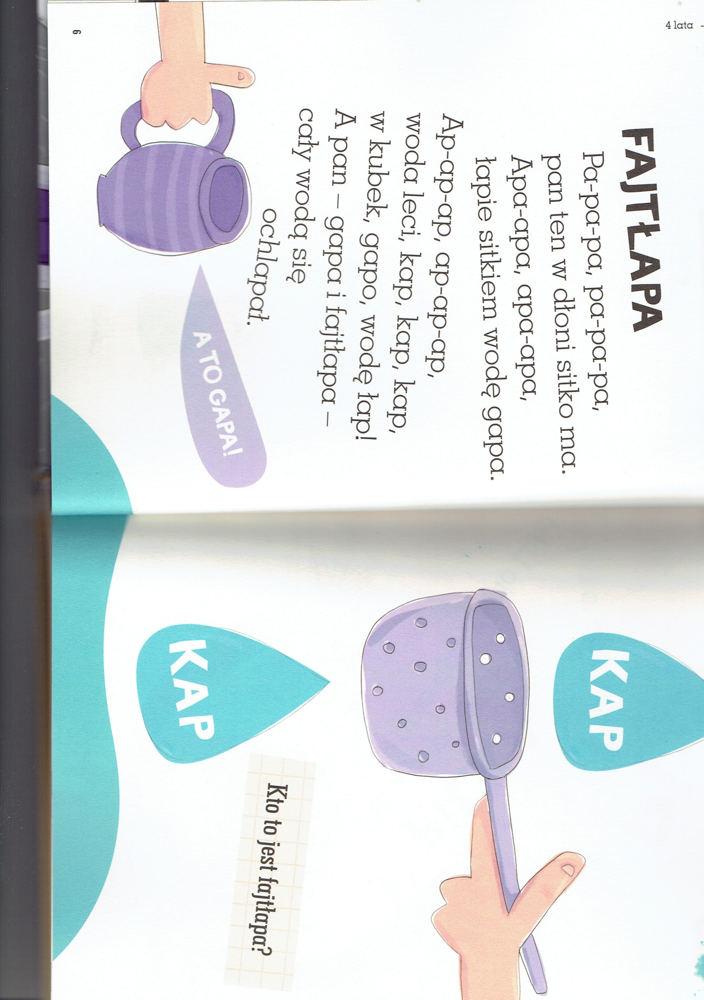 4 lata -
FAJTŁAPA
Pa-pa-pa, pa-pa-pa,
pan ten w dłoni sitko ma.
Apa-apa, apa-apa,
łapie sitkiem wodę gapa.
Ap-ap-ap, ap-ap-ap,
woda leci, kap, kap, kap,
w kubek, gapo, wodę łap!
A pan – gapa i fajtłapa –
cały wodą się
ochlapał.
A TO GAPA!
6
KAP
KAP
Kto to jest fajtłapa?